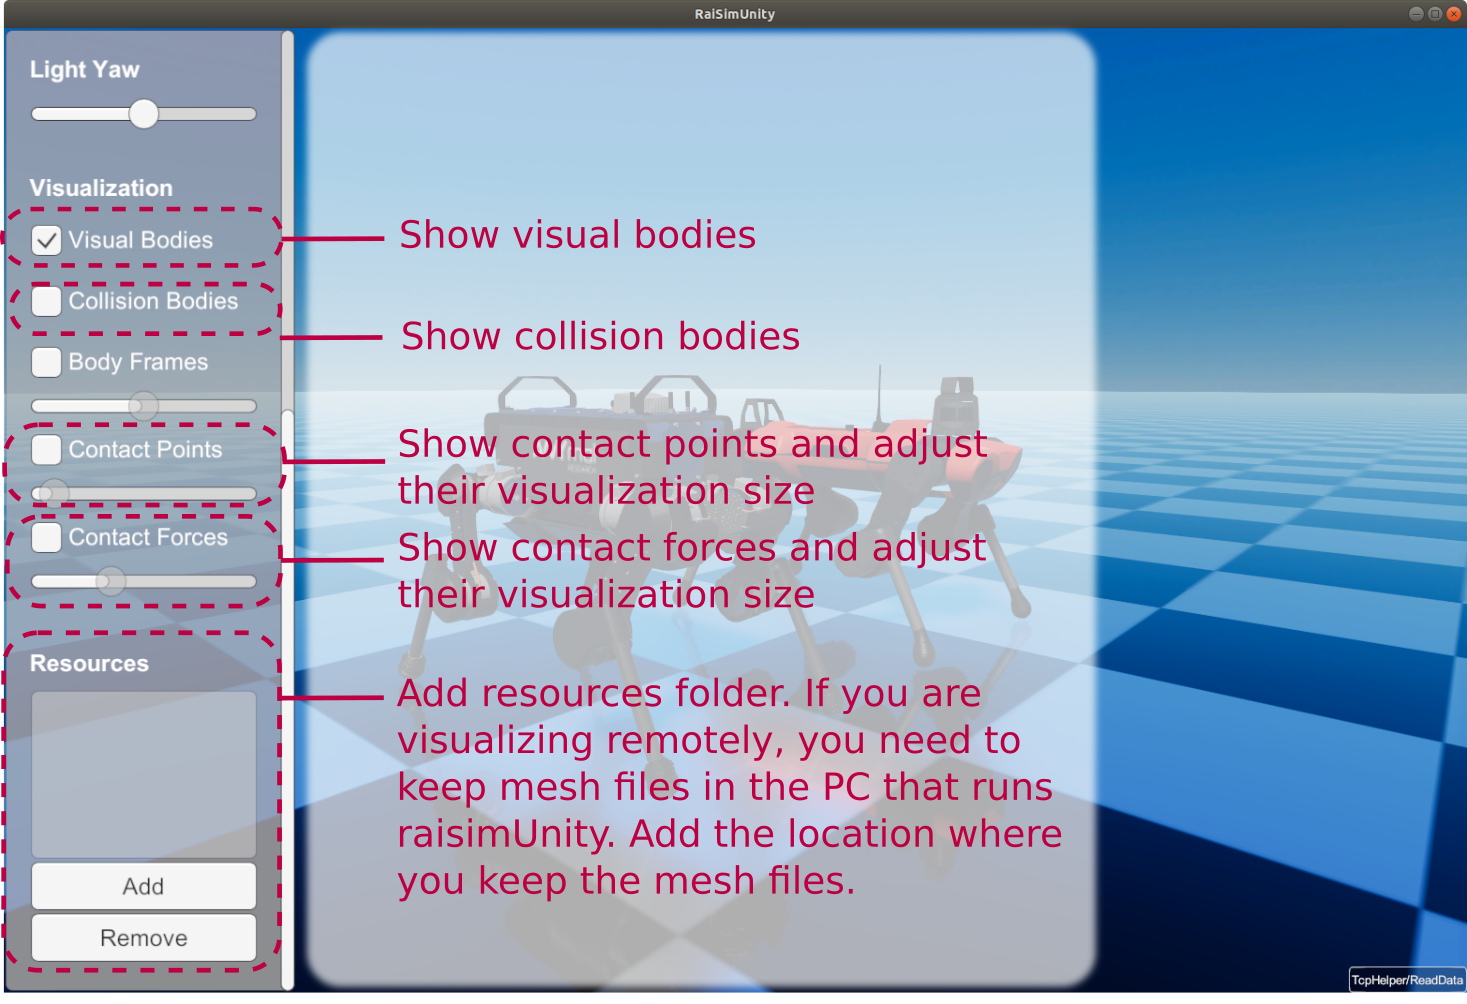 RaiSimUnity
Light Yaw
Visualization
Visual Bodies
Collision Bodies
Body Frames
Contact Points
Contact Forces
Resources
Add
Remove
Show visual bodies
Show collision bodies
Show contact points and adjust
their visualization size
Show contact forces and adjust
their visualization size
Add resources folder. If you are
visualizing remotely, you need to
keep mesh files in the PC that runs
raisimUnity. Add the location where
you keep the mesh files.
TcpHelper/ReadData